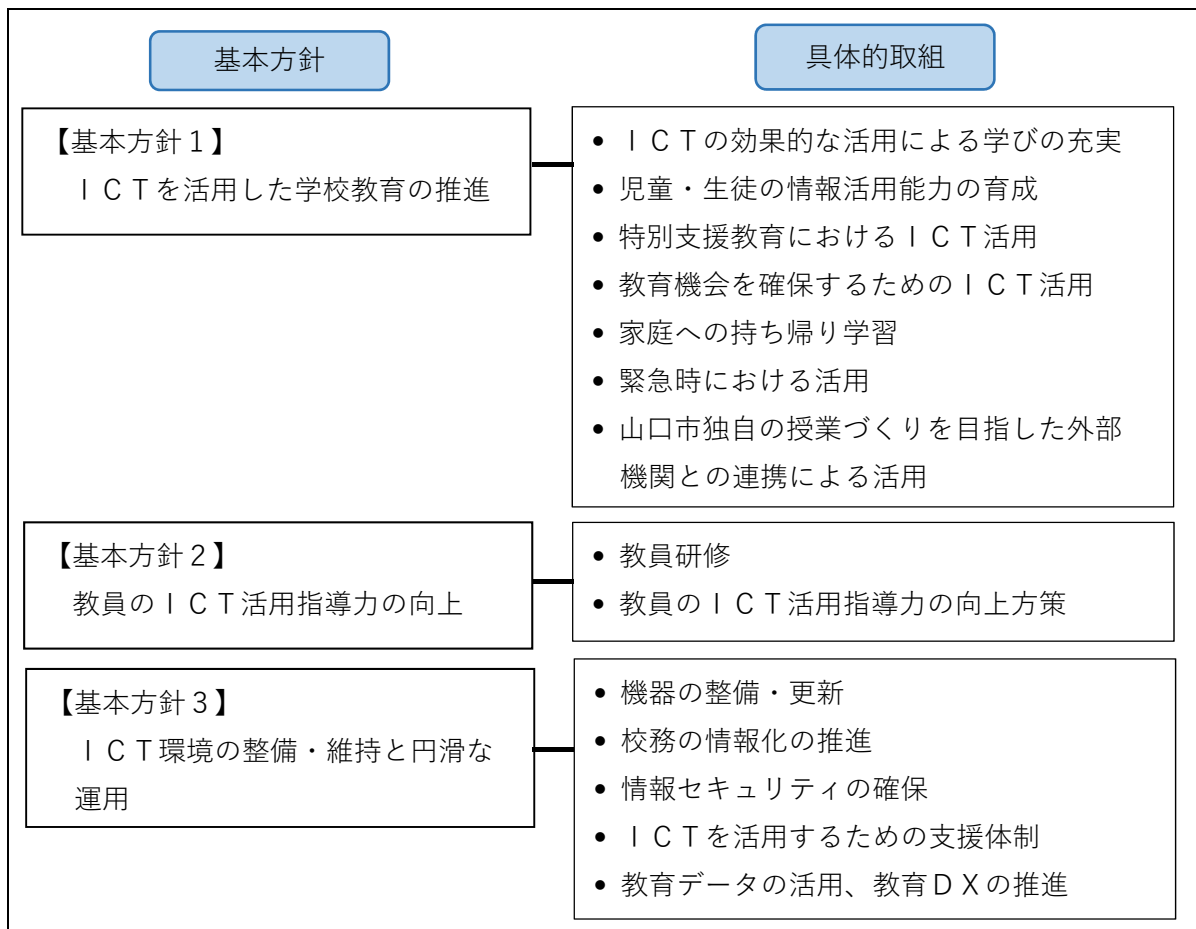 基本方針
具体的取組
【基本方針１】
ＩＣＴを活用した学校教育の推進
• ＩＣＴの効果的な活用による学びの充実
• 児童・生徒の情報活用能力の育成
• 特別支援教育におけるＩＣＴ活用
• 教育機会を確保するためのＩＣＴ活用
• 家庭への持ち帰り学習
• 緊急時における活用
• 山口市独自の授業づくりを目指した外部
機関との連携による活用
【基本方針２】
教員のＩＣＴ活用指導力の向上
• 教員研修
• 教員のＩＣＴ活用指導力の向上方策
【基本方針３】
ＩＣＴ環境の整備・維持と円滑な
運用
• 機器の整備・更新
• 校務の情報化の推進
• 情報セキュリティの確保
• ＩＣＴを活用するための支援体制
• 教育データの活用、教育ＤＸの推進